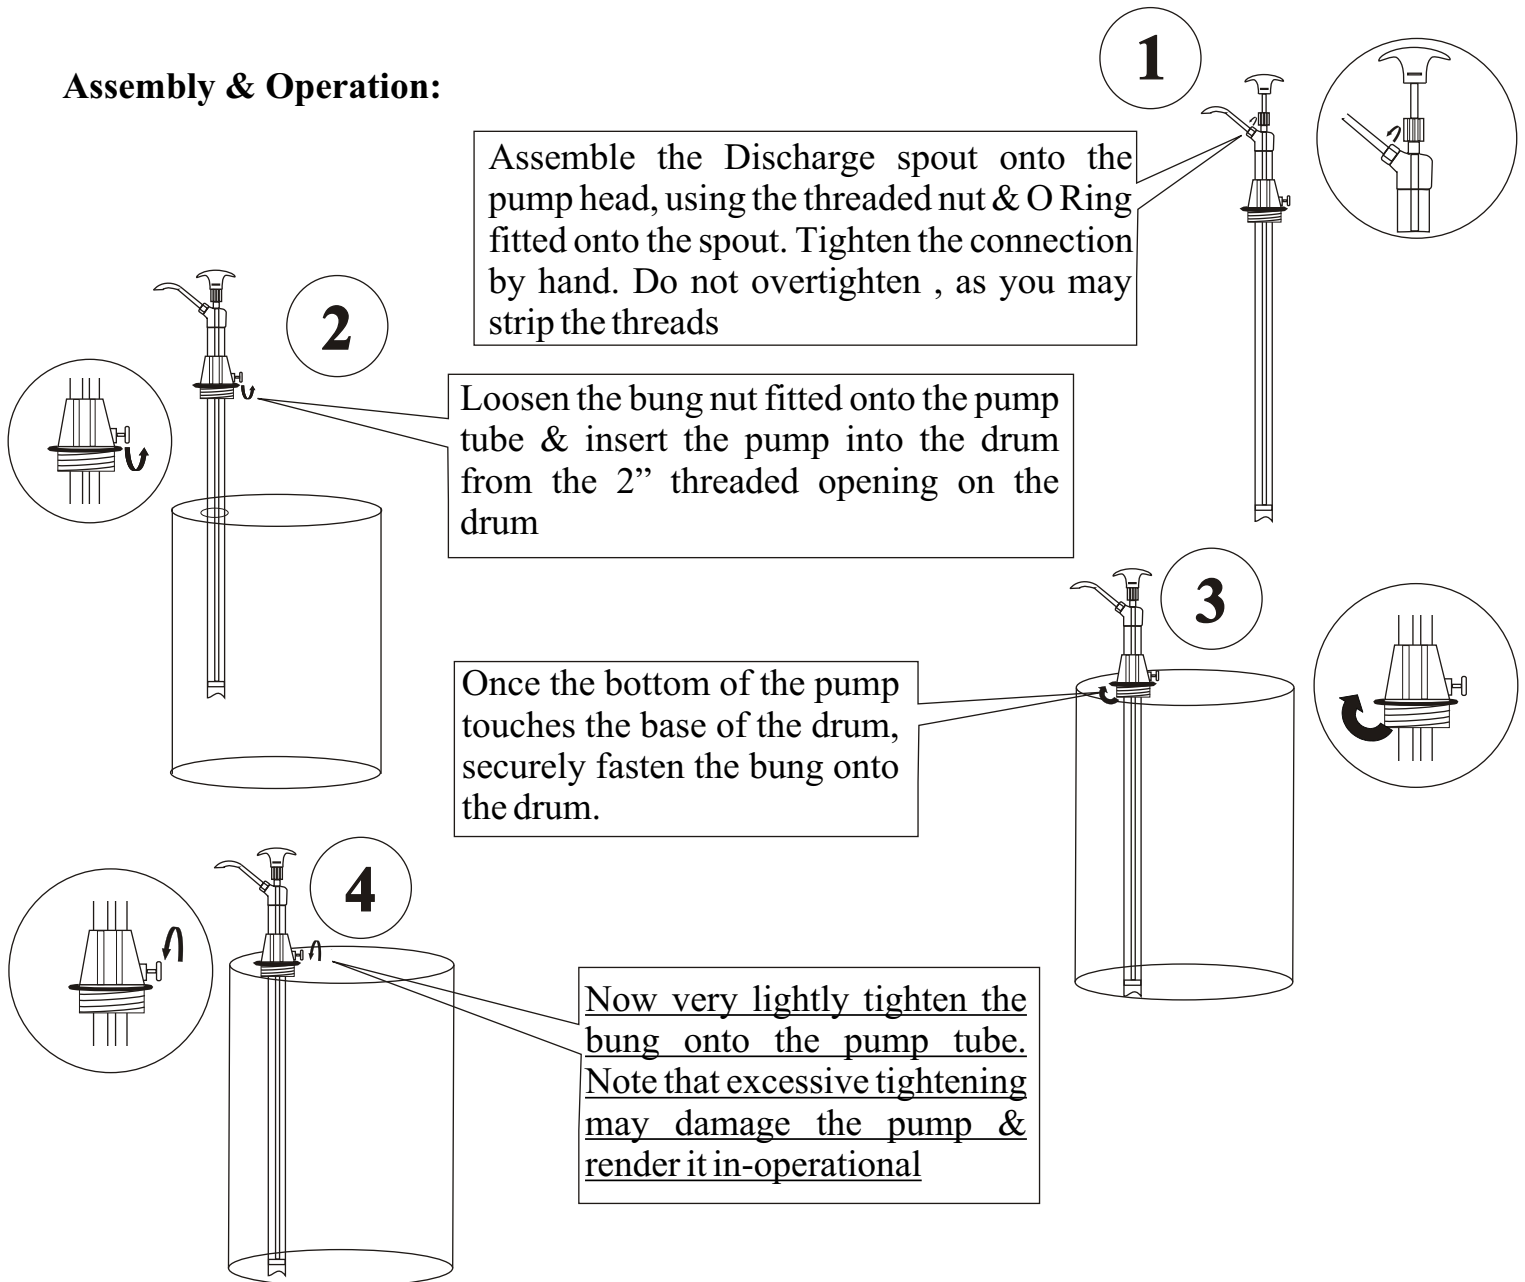 Assembly & Operation:
1
Assemble the Discharge spout onto the
pump head, using the threaded nut & O Ring
fitted onto the spout. Tighten the connection
by hand. Do not overtighten , as you may
strip the threads
2
Loosen the bung nut fitted onto the pump
tube & insert the pump into the drum
from the 2” threaded opening on the
drum
3
Once the bottom of the pump
touches the base of the drum,
securely fasten the bung onto
the drum.
4
Now very lightly tighten the
bung onto the pump tube.
Note that excessive tightening
may damage the pump &
render it in-operational